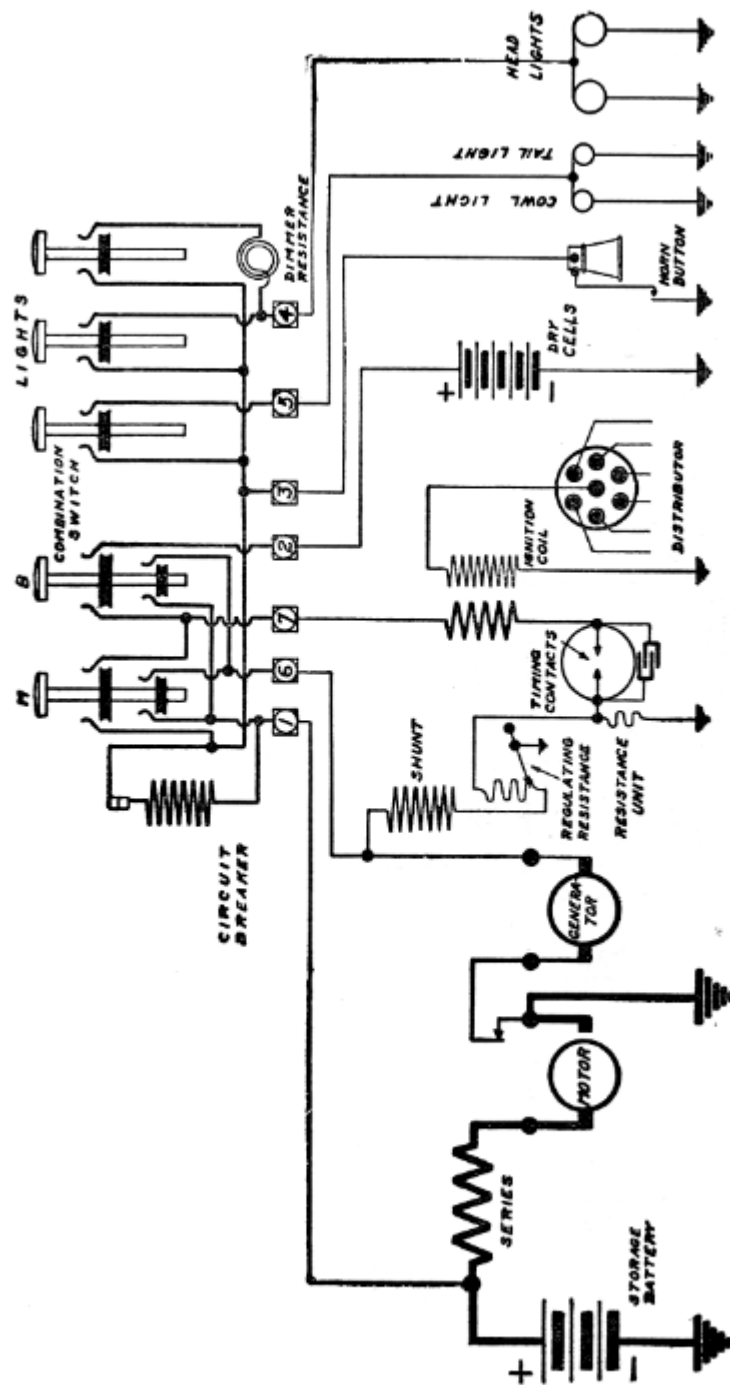 LIGHTS
COMBINATION
SWITCH
B
M
CIRCUIT
BREAKER
DIMMER
RESISTANCE
4
5
3
2
7
6
1
HEAD
LIGHTS
TAIL LIGHT
COWL LIGHT
HORN
BUTTON
+
DRY
CELLS
–
IGNITION
COIL
DISTRIBUTOR
TIMING
CONTACTS
SHUNT
REGULATING
RESISTANCE
RESISTANCE
UNIT
GENERA-
TOR
MOTOR
SERIES
+
STORAGE
BATTERY
–